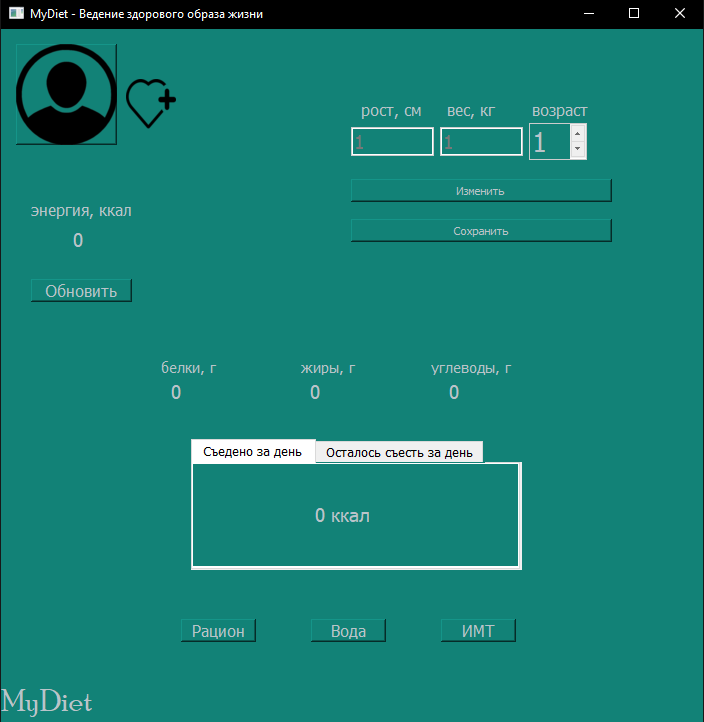 MyDiet - Ведение здорового образа жизни
рост, см вес, кг возраст
1 1 1
Изменить
энергия, ккал
0
Сохранить
Обновить
белки, г жиры, г углеводы, г
0 0 0
Съедено за день Осталось съесть за день
0 ккал
Рацион Вода ИМТ
MyDiet